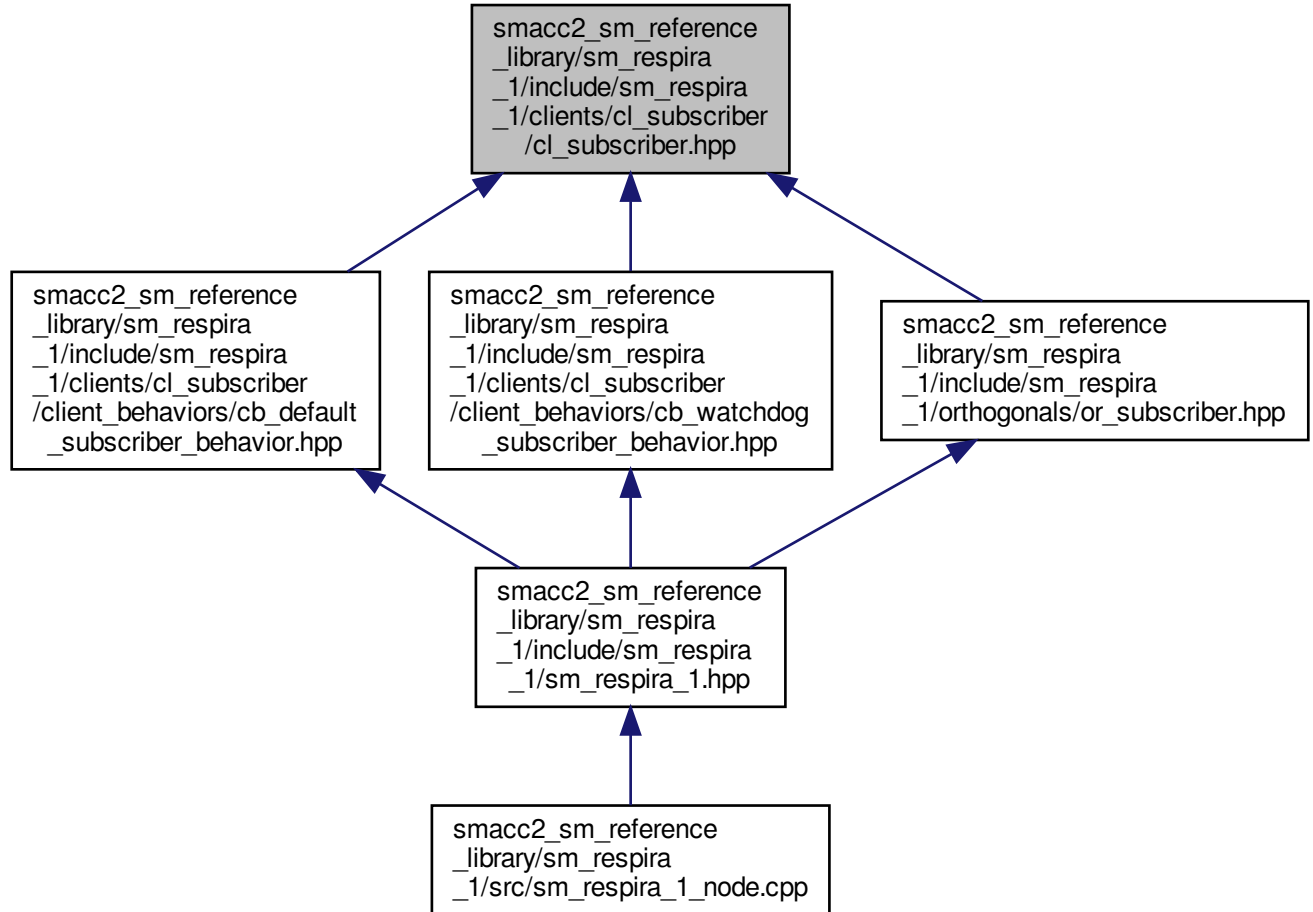 smacc2_sm_reference
_library/sm_respira
_1/include/sm_respira
_1/clients/cl_subscriber
/cl_subscriber.hpp
smacc2_sm_reference
_library/sm_respira
_1/include/sm_respira
_1/clients/cl_subscriber
/client_behaviors/cb_default
_subscriber_behavior.hpp
smacc2_sm_reference
_library/sm_respira
_1/include/sm_respira
_1/clients/cl_subscriber
/client_behaviors/cb_watchdog
_subscriber_behavior.hpp
smacc2_sm_reference
_library/sm_respira
_1/include/sm_respira
_1/orthogonals/or_subscriber.hpp
smacc2_sm_reference
_library/sm_respira
_1/include/sm_respira
_1/sm_respira_1.hpp
smacc2_sm_reference
_library/sm_respira
_1/src/sm_respira_1_node.cpp